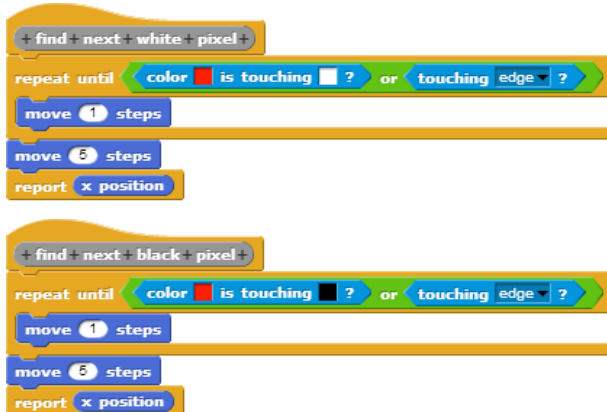 + find + next + white + pixel +
repeat until color is touching ? or touching edge ?
move 1 steps
move 5 steps
report x position
+ find + next + black + pixel +
repeat until color is touching ? or touching edge ?
move 1 steps
move 5 steps
report x position